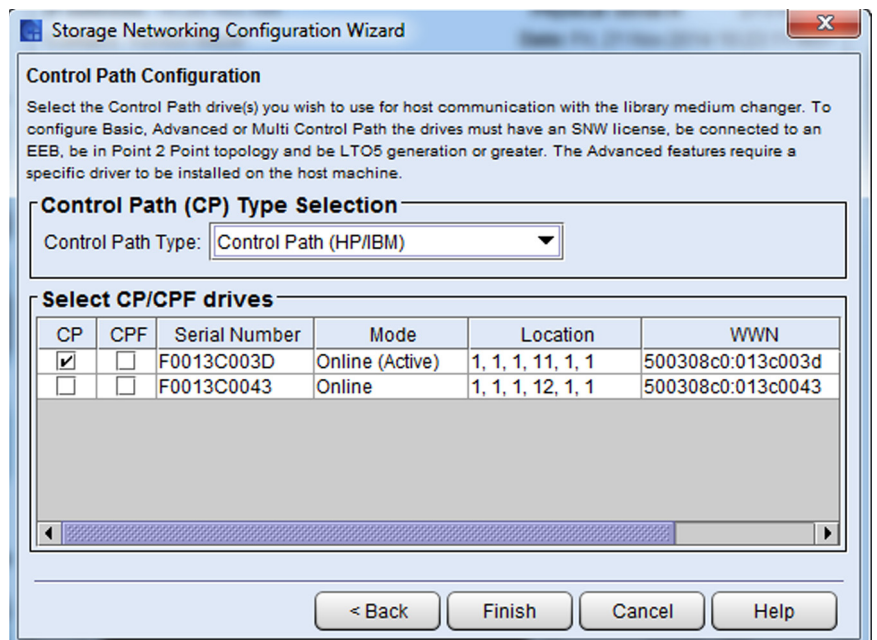 Storage Networking Configuration Wizard
Control Path Configuration
Select the Control Path drive(s) you wish to use for host communication with the library medium changer. To
configure Basic, Advanced or Multi Control Path the drives must have an SNW license, be connected to an
EEB, be in Point 2 Point topology and be LTO5 generation or greater. The Advanced features require a
specific driver to be installed on the host machine.
Control Path (CP) Type Selection
Control Path Type: Control Path (HP/IBM)
Select CP/CPF drives
CP CPF Serial Number Mode Location WWN
F0013C003D Online (Active) 1, 1, 1, 11, 1, 1 500308c0:013c003d
F0013C0043 Online 1, 1, 1, 12, 1, 1 500308c0:013c0043
< Back Finish Cancel Help